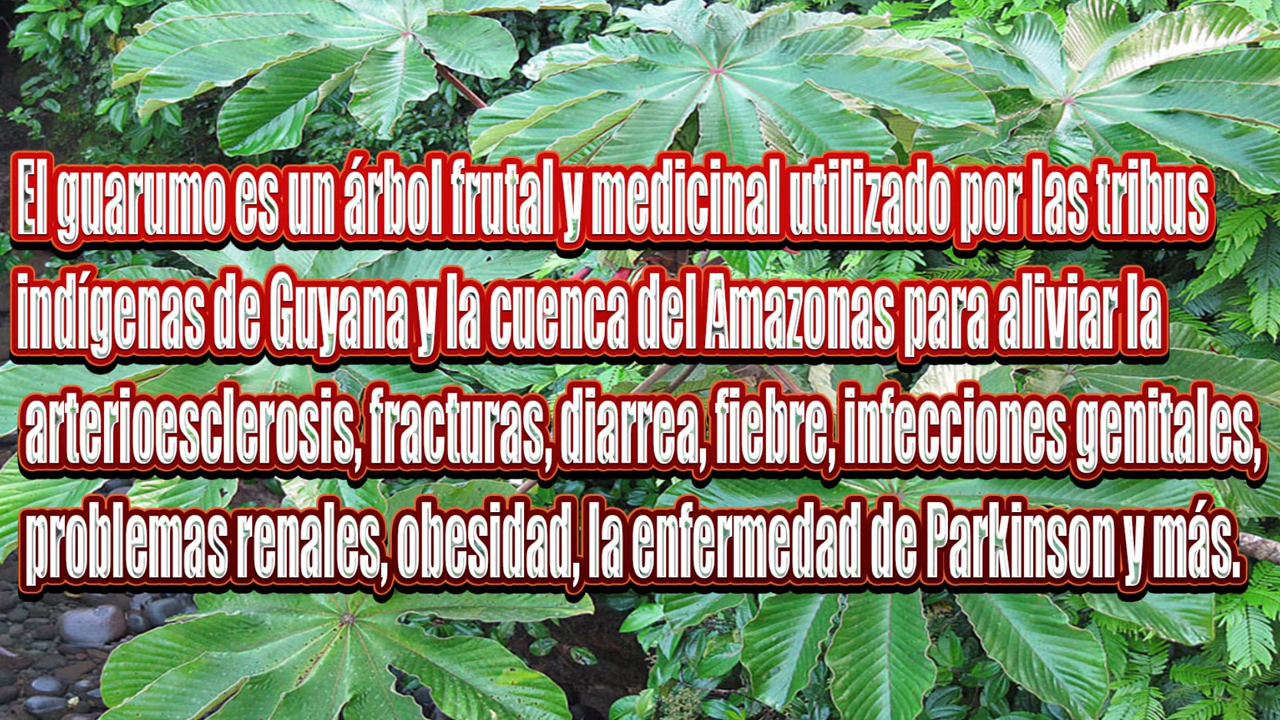 El guarumo es un árbol frutal y medicinal utilizado por las tribus
indígenas de Guyana y la cuenca del Amazonas para aliviar la
arterioesclerosis, fracturas, diarrea, fiebre, infecciones genitales,
problemas renales, obesidad, la enfermedad de Parkinson y más.